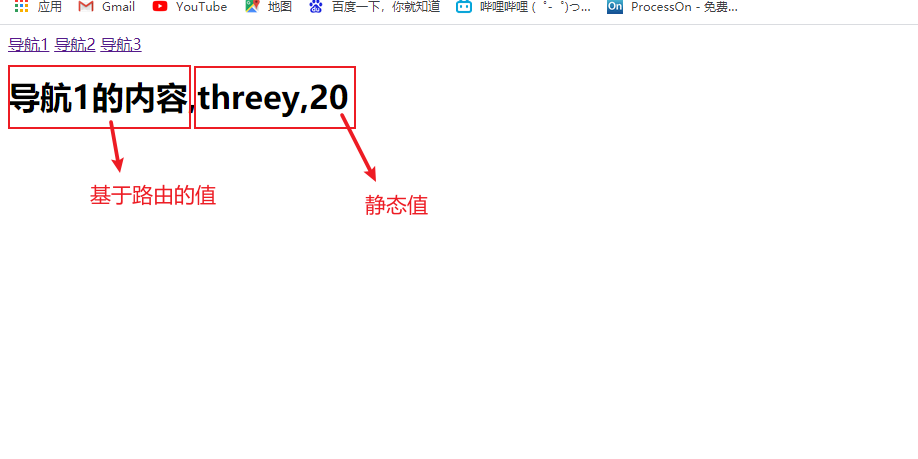 应用 Gmail YouTube 地图 百度一下，你就知道 哔哩哔哩 ( ゜- ゜)つ... ProcessOn - 免费...
导航1 导航2 导航3
导航1的内容,threey,20
基于路由的值
静态值